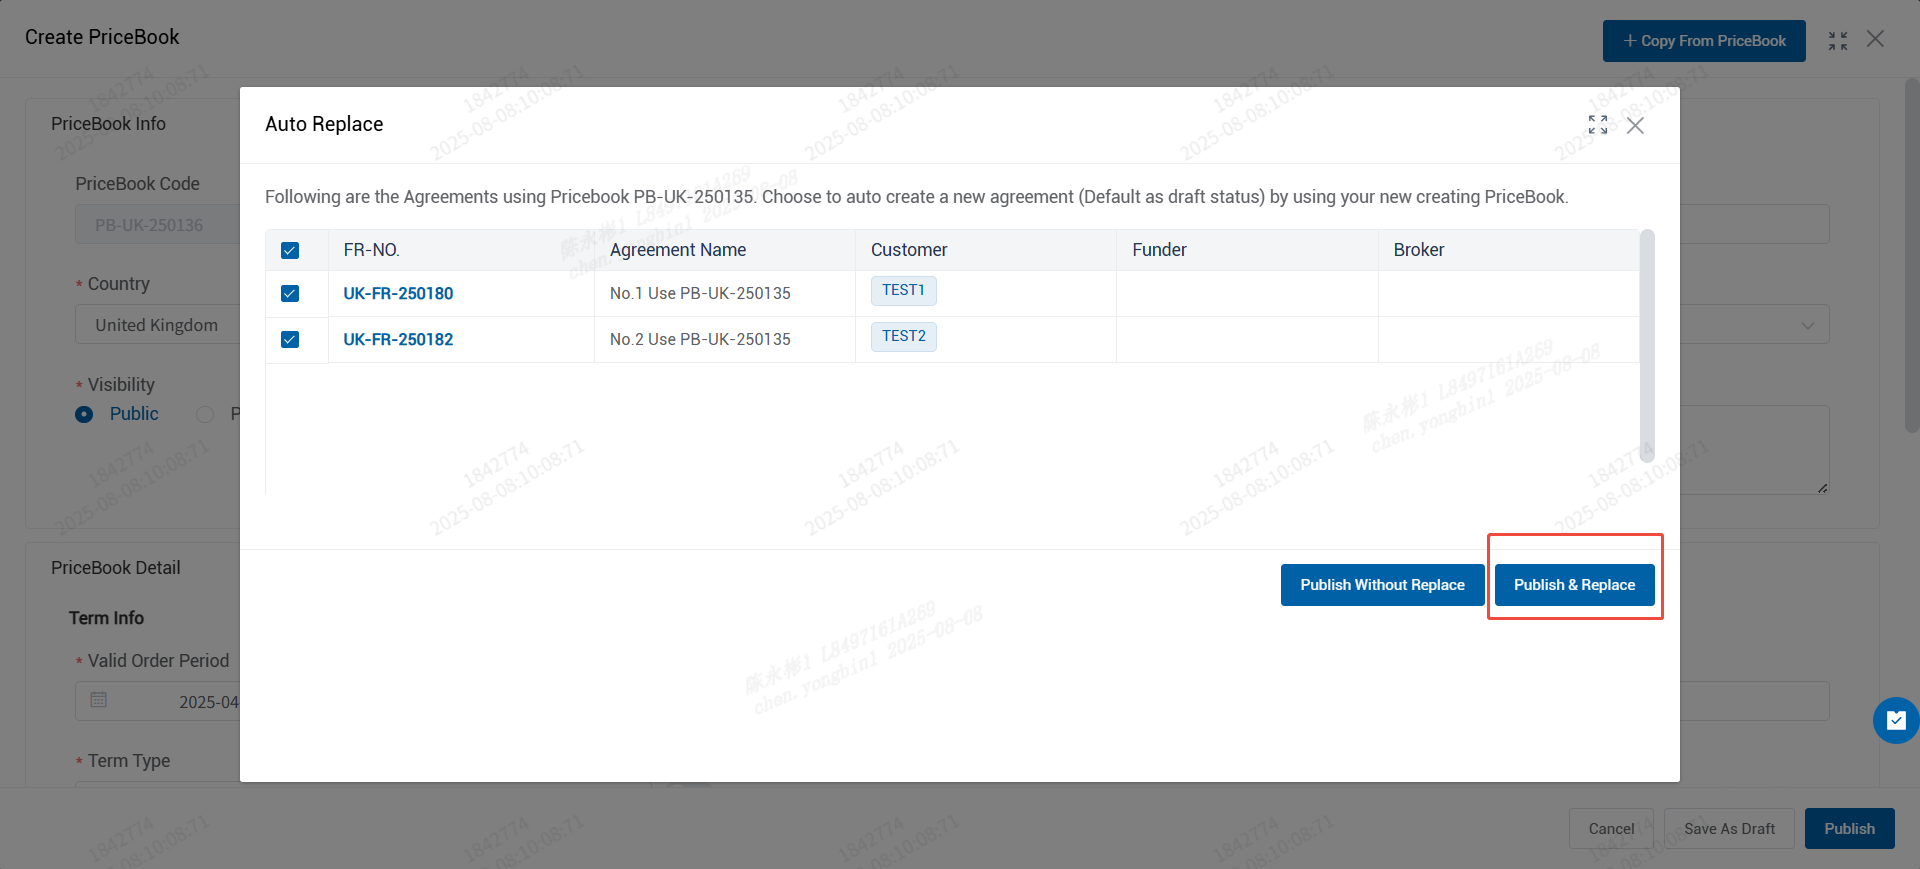 Create PriceBook
+ Copy From PriceBook
PriceBook Info
PriceBook Code
PB-UK-250136
* Country
United Kingdom
* Visibility
Public
P
PriceBook Detail
Term Info
* Valid Order Period
2025-04
* Term Type
Auto Replace
Following are the Agreements using Pricebook PB-UK-250135. Choose to auto create a new agreement (Default as draft status) by using your new creating PriceBook.
FR-NO. Agreement Name Customer Funder Broker
UK-FR-250180 No.1 Use PB-UK-250135 TEST1
UK-FR-250182 No.2 Use PB-UK-250135 TEST2
Publish Without Replace Publish & Replace
Cancel Save As Draft Publish
1842774
2025-08-08:10:08:71
陈永彬1 L8497161A269
chen.yongbin1 2025-08-08